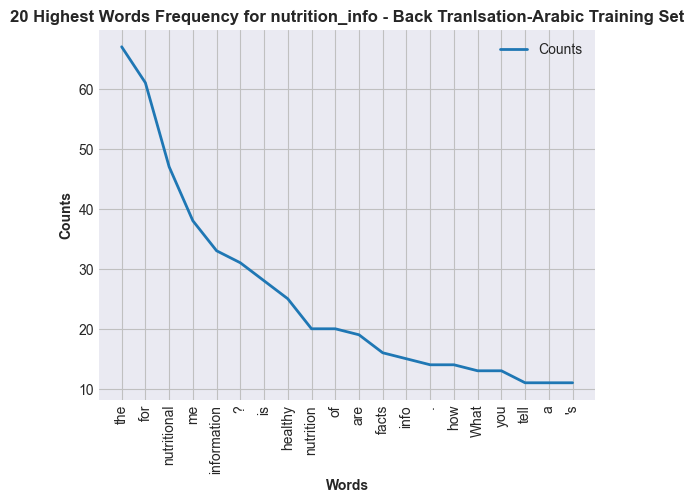 20 Highest Words Frequency for nutrition_info - Back Tranlsation-Arabic Training Set
Counts
60
50
40
30
20
10
Counts
the
for
nutritional
me
information
?
is
healthy
nutrition
of
are
facts
info
.
how
What
you
tell
a
's
Words